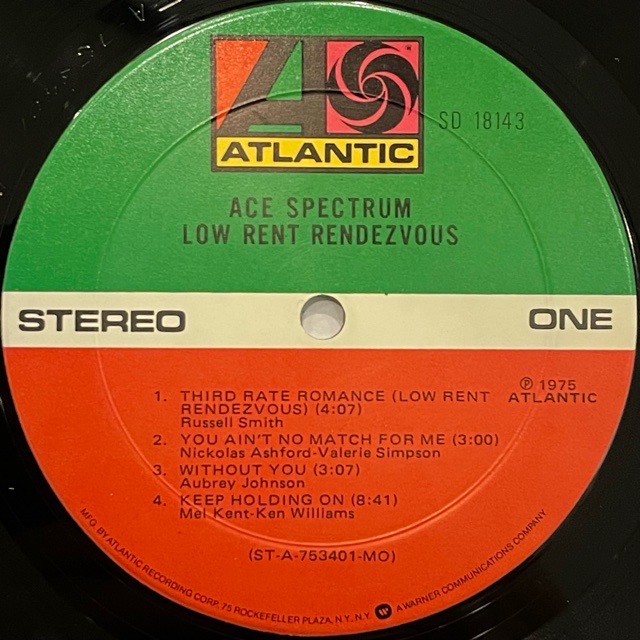 ATLANTIC
SD 18143
ACE SPECTRUM
LOW RENT RENDEZVOUS
STEREO
ONE
1. THIRD RATE ROMANCE (LOW RENT
RENDEZVOUS) (4:07)
Russell Smith
2. YOU AIN'T NO MATCH FOR ME (3:00)
Nickolas Ashford-Valerie Simpson
3. WITHOUT YOU (3:07)
Aubrey Johnson
4. KEEP HOLDING ON (8:41)
Mel Kent-Ken Williams
℗ 1975
ATLANTIC
(ST-A-753401-MO)
MFG. BY ATLANTIC RECORDING CORP. 75 ROCKEFELLER PLAZA, N.Y., N.Y. A WARNER COMMUNICATIONS COMPANY